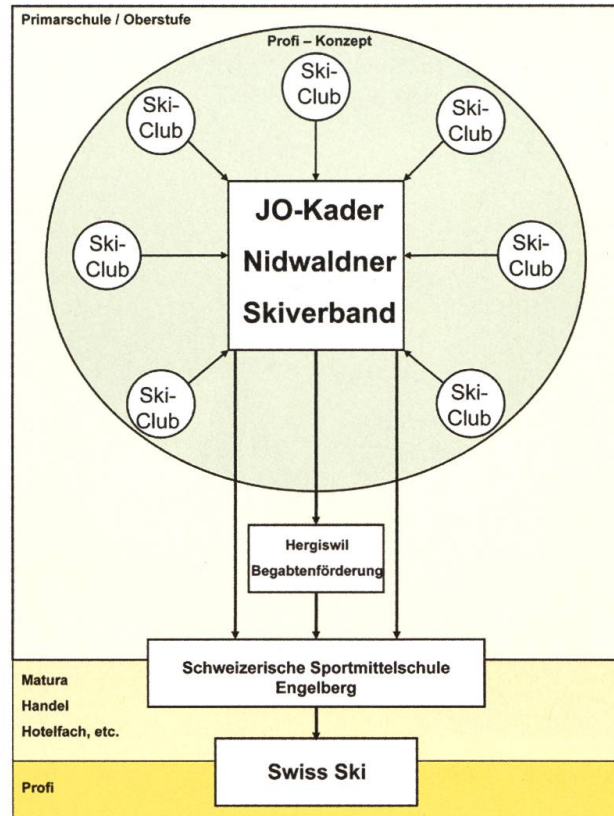 Primarschule / Oberstufe
Profi – Konzept
Ski-
Club
Ski-
Club
Ski-
Club
Ski-
Club
Ski-
Club
Ski-
Club
Ski-
Club
JO-Kader
Nidwaldner
Skiverband
Hergiswil
Begabtenförderung
Schweizerische Sportmittelschule
Engelberg
Matura
Handel
Hotelfach, etc.
Swiss Ski
Profi